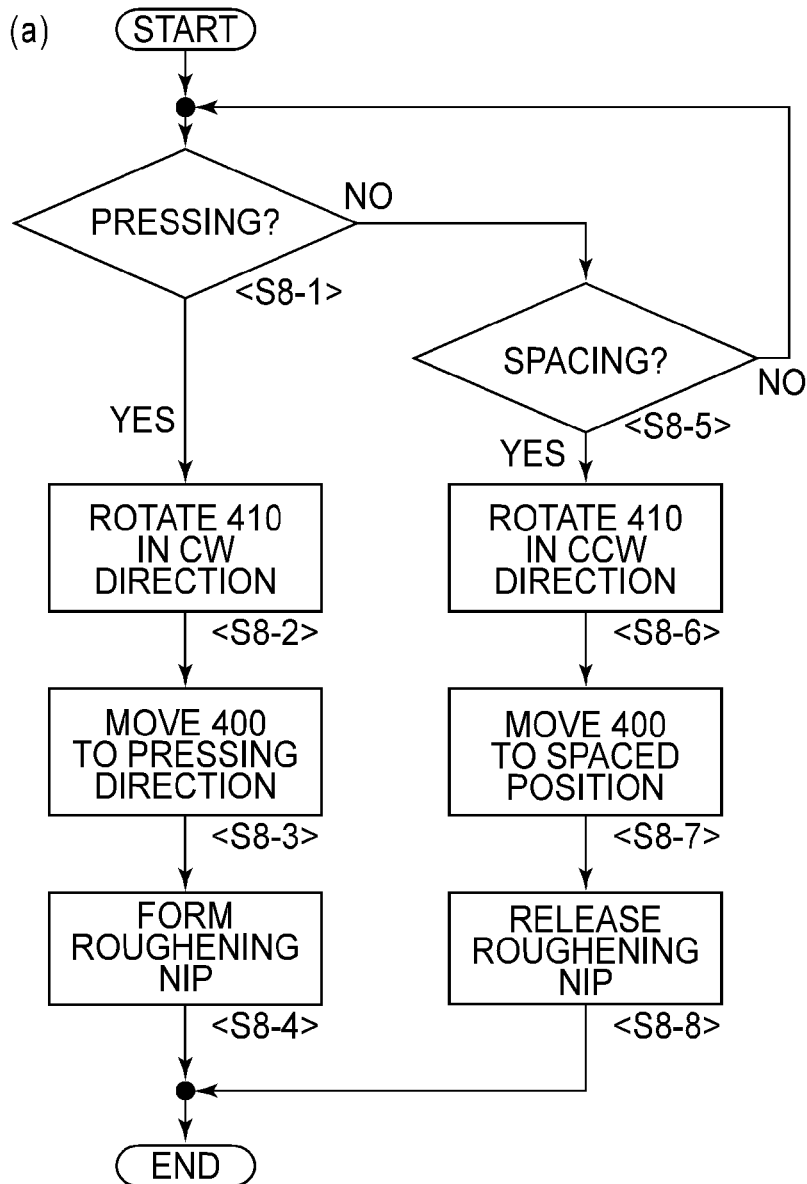 (a)
START
PRESSING?
NO
<S8-1>
SPACING?
NO
<S8-5>
YES
YES
ROTATE 410
IN CW
DIRECTION
<S8-2>
ROTATE 410
IN CCW
DIRECTION
<S8-6>
MOVE 400
TO PRESSING
DIRECTION
<S8-3>
MOVE 400
TO SPACED
POSITION
<S8-7>
FORM
ROUGHENING
NIP
<S8-4>
RELEASE
ROUGHENING
NIP
<S8-8>
END